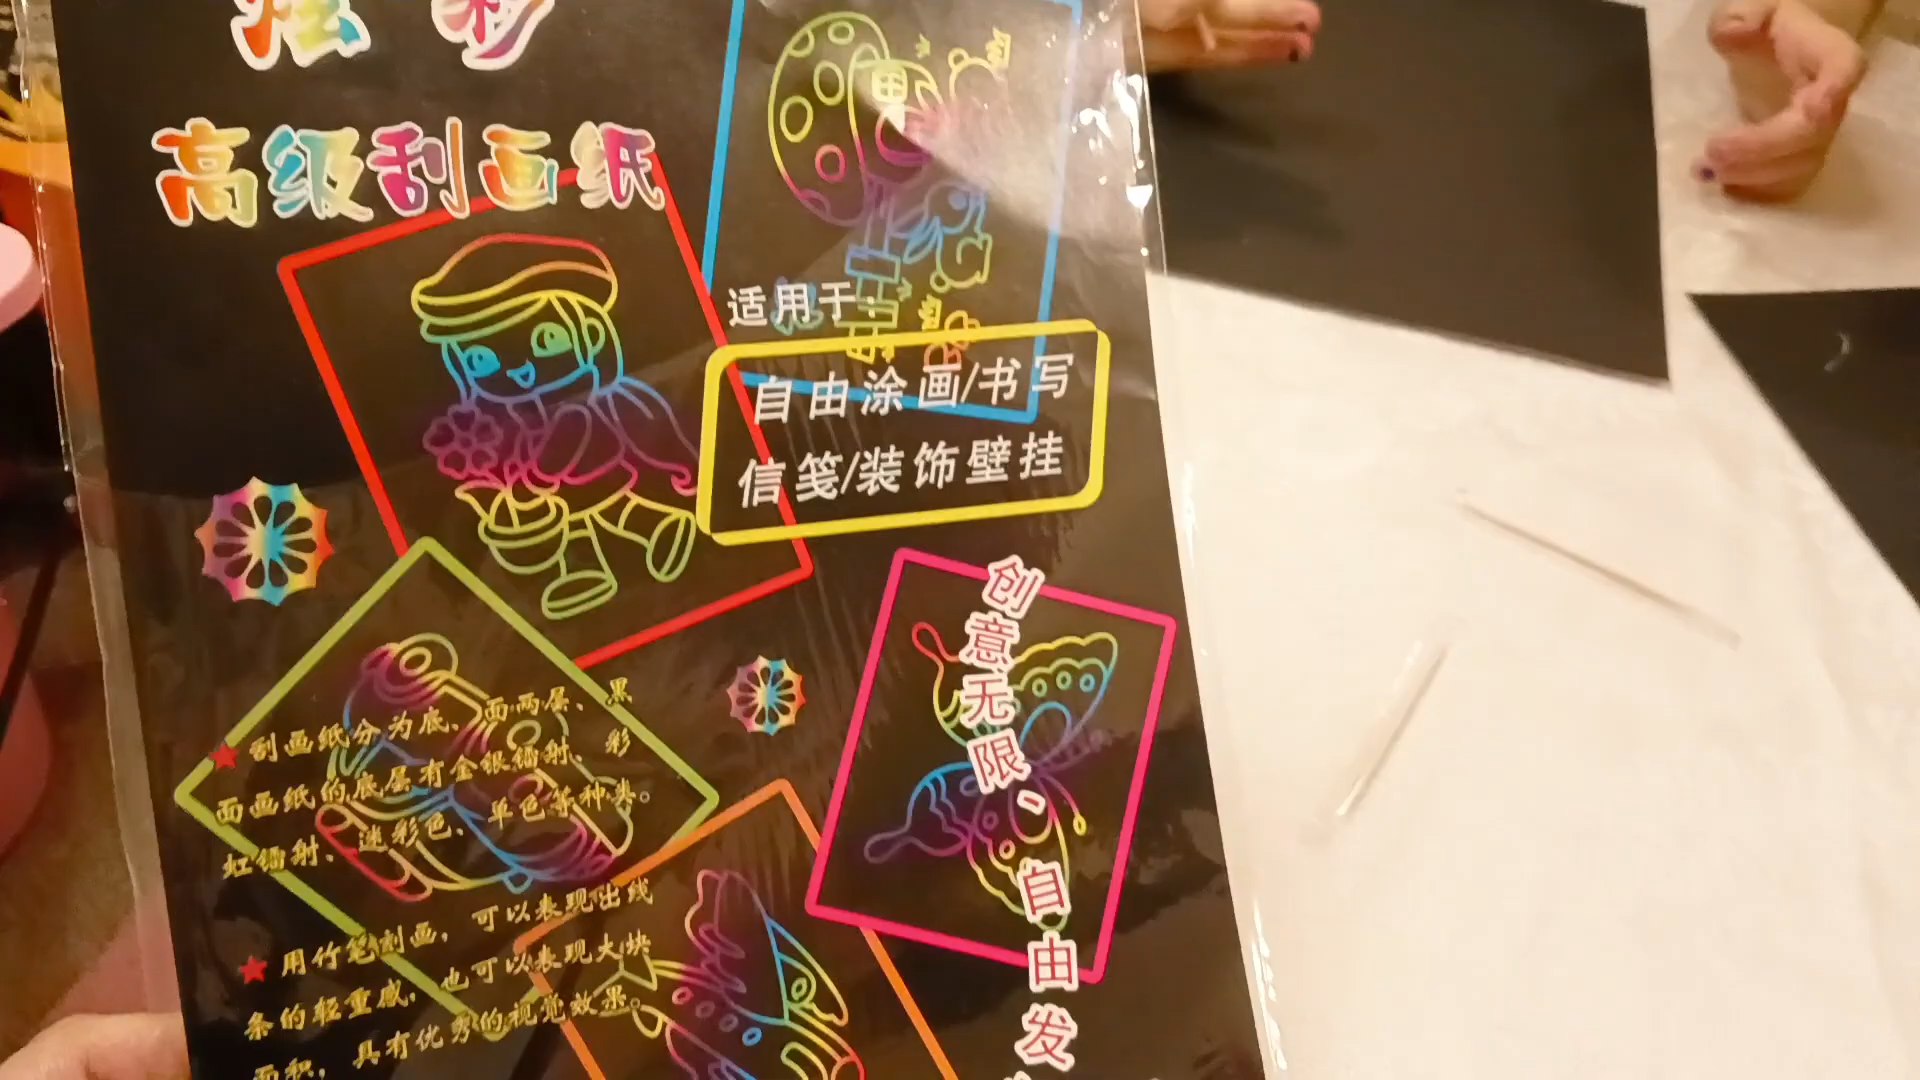 炫彩
高级刮画纸
适用于：
自由涂画/书写
信笺/装饰壁挂
创意无限、自由发
刮画纸分为底、面两层、黑
面画纸的底层有金银镭射、彩
虹镭射、迷彩色、单色等种类。
用竹笔刮画，可以表现出线
条的轻重感，也可以表现大块
面积，具有优秀的视觉效果。